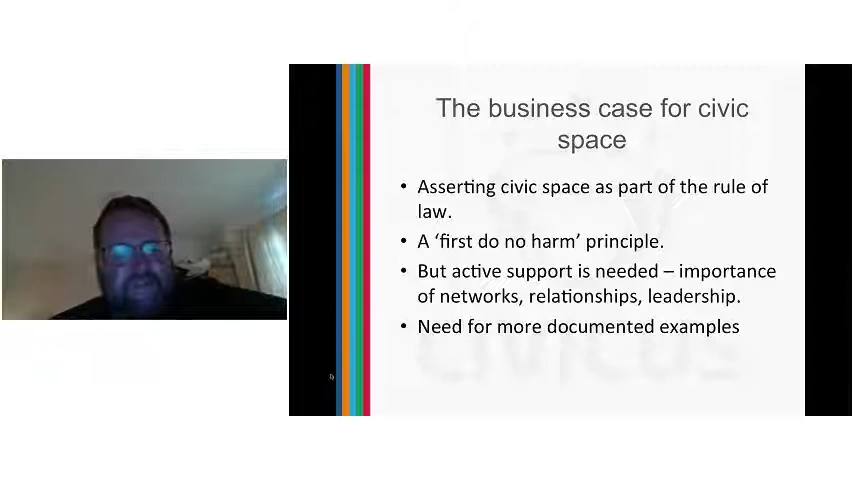 The business case for civic
space
• Asserting civic space as part of the rule of
law.
• A ‘first do no harm’ principle.
• But active support is needed – importance
of networks, relationships, leadership.
• Need for more documented examples
CIVICUS